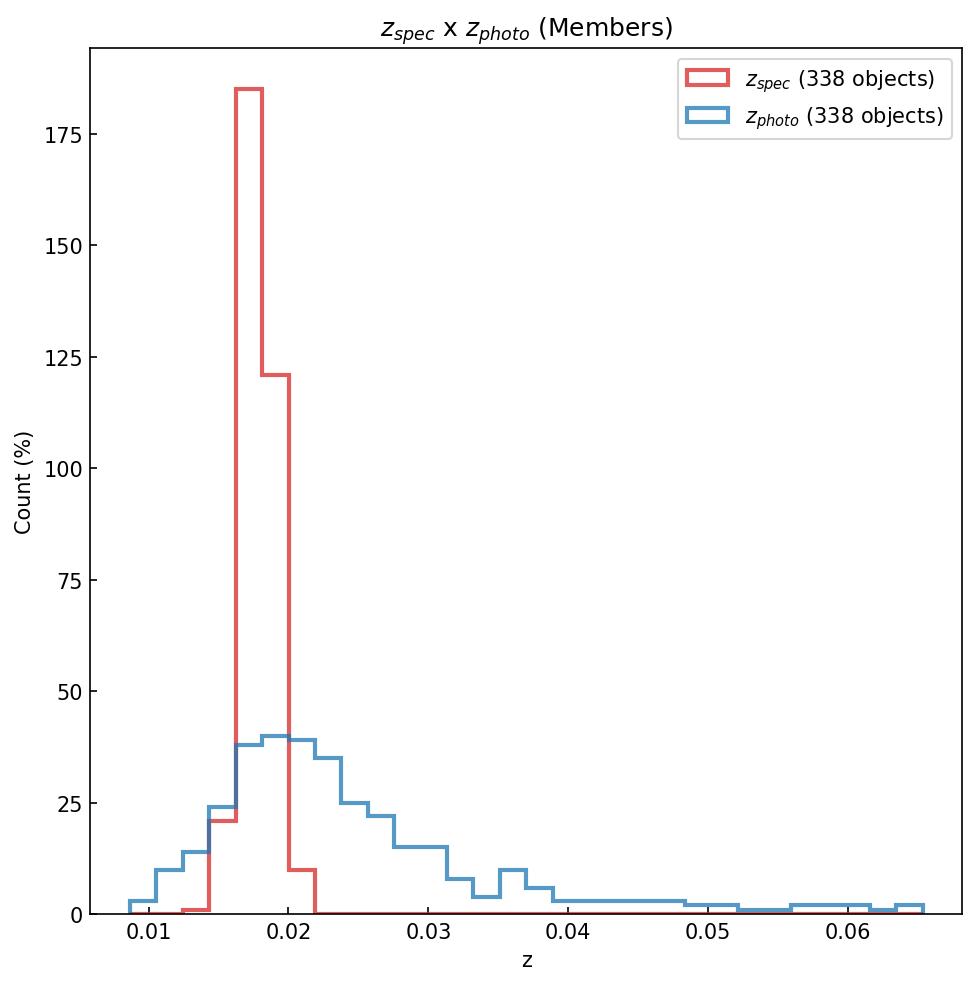 z_spec x z_photo (Members)
z_spec (338 objects)
z_photo (338 objects)
Count (%)
175
150
125
100
75
50
25
0
0.01 0.02 0.03 0.04 0.05 0.06
z